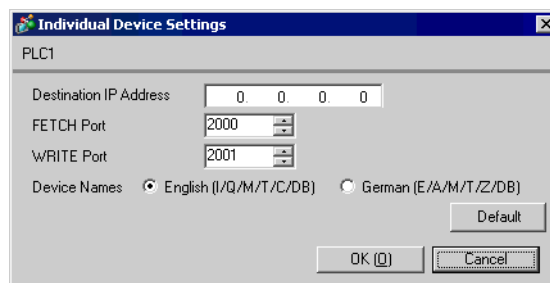 Individual Device Settings
PLC1
Destination IP Address 0. 0. 0. 0
FETCH Port 2000
WRITE Port 2001
Device Names English (I/Q/M/T/C/DB) German (E/A/M/T/Z/DB)
Default
OK (O) Cancel